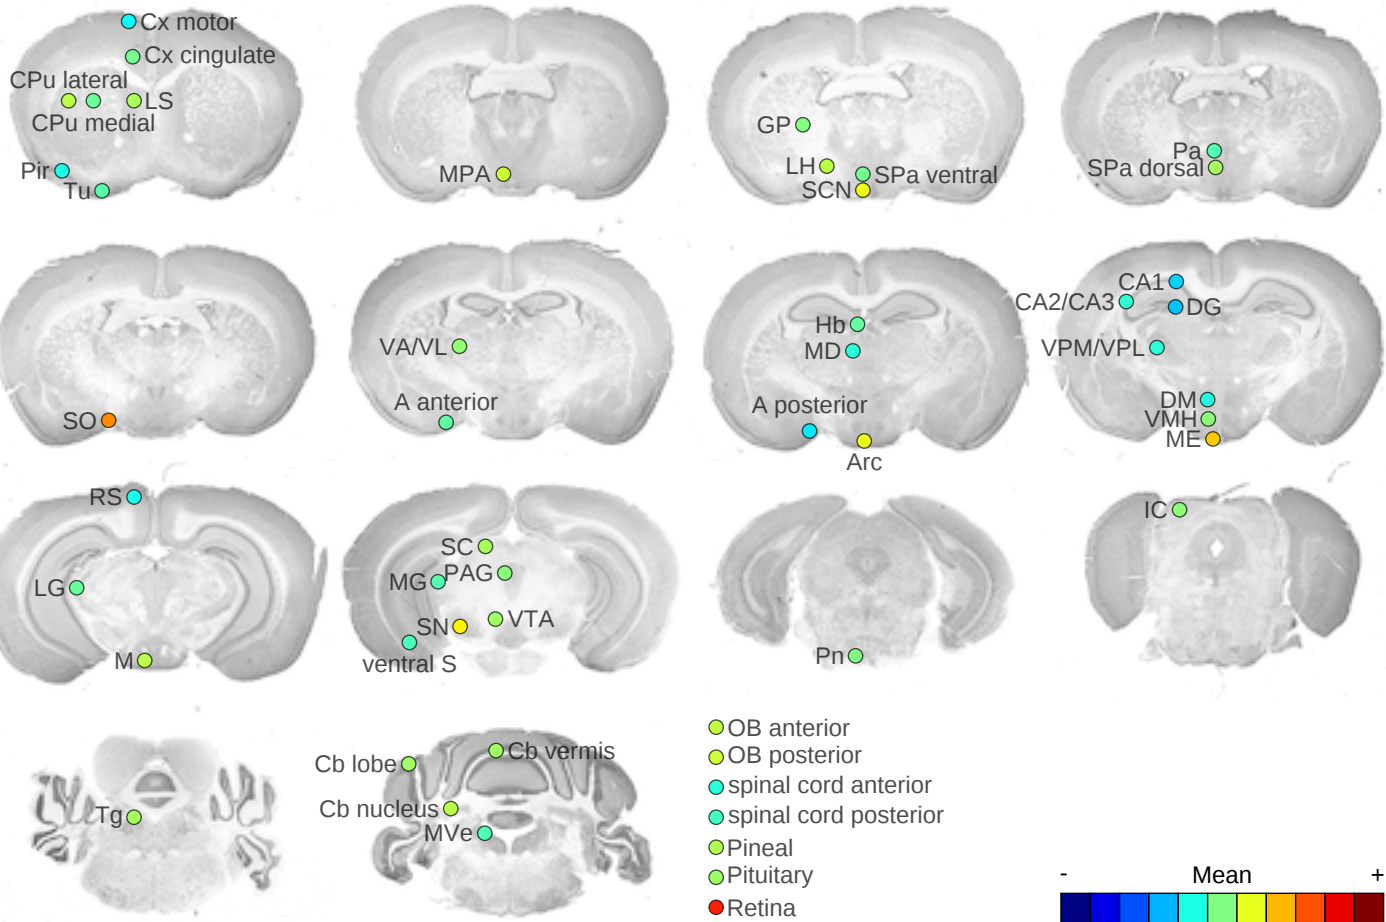 Cx motor
Cx cingulate
CPu lateral
LS
CPu medial
Pir
Tu
MPA
GP
LH
SPa ventral
SCN
Pa
SPa dorsal
SO
VA/VL
A anterior
Hb
MD
A posterior
Arc
CA1
CA2/CA3
DG
VPM/VPL
DM
VMH
ME
RS
LG
M
SC
MG
PAG
SN
VTA
ventral S
Pn
IC
Tg
Cb lobe
Cb vermis
Cb nucleus
MVe
OB anterior
OB posterior
spinal cord anterior
spinal cord posterior
Pineal
Pituitary
Retina
- Mean +